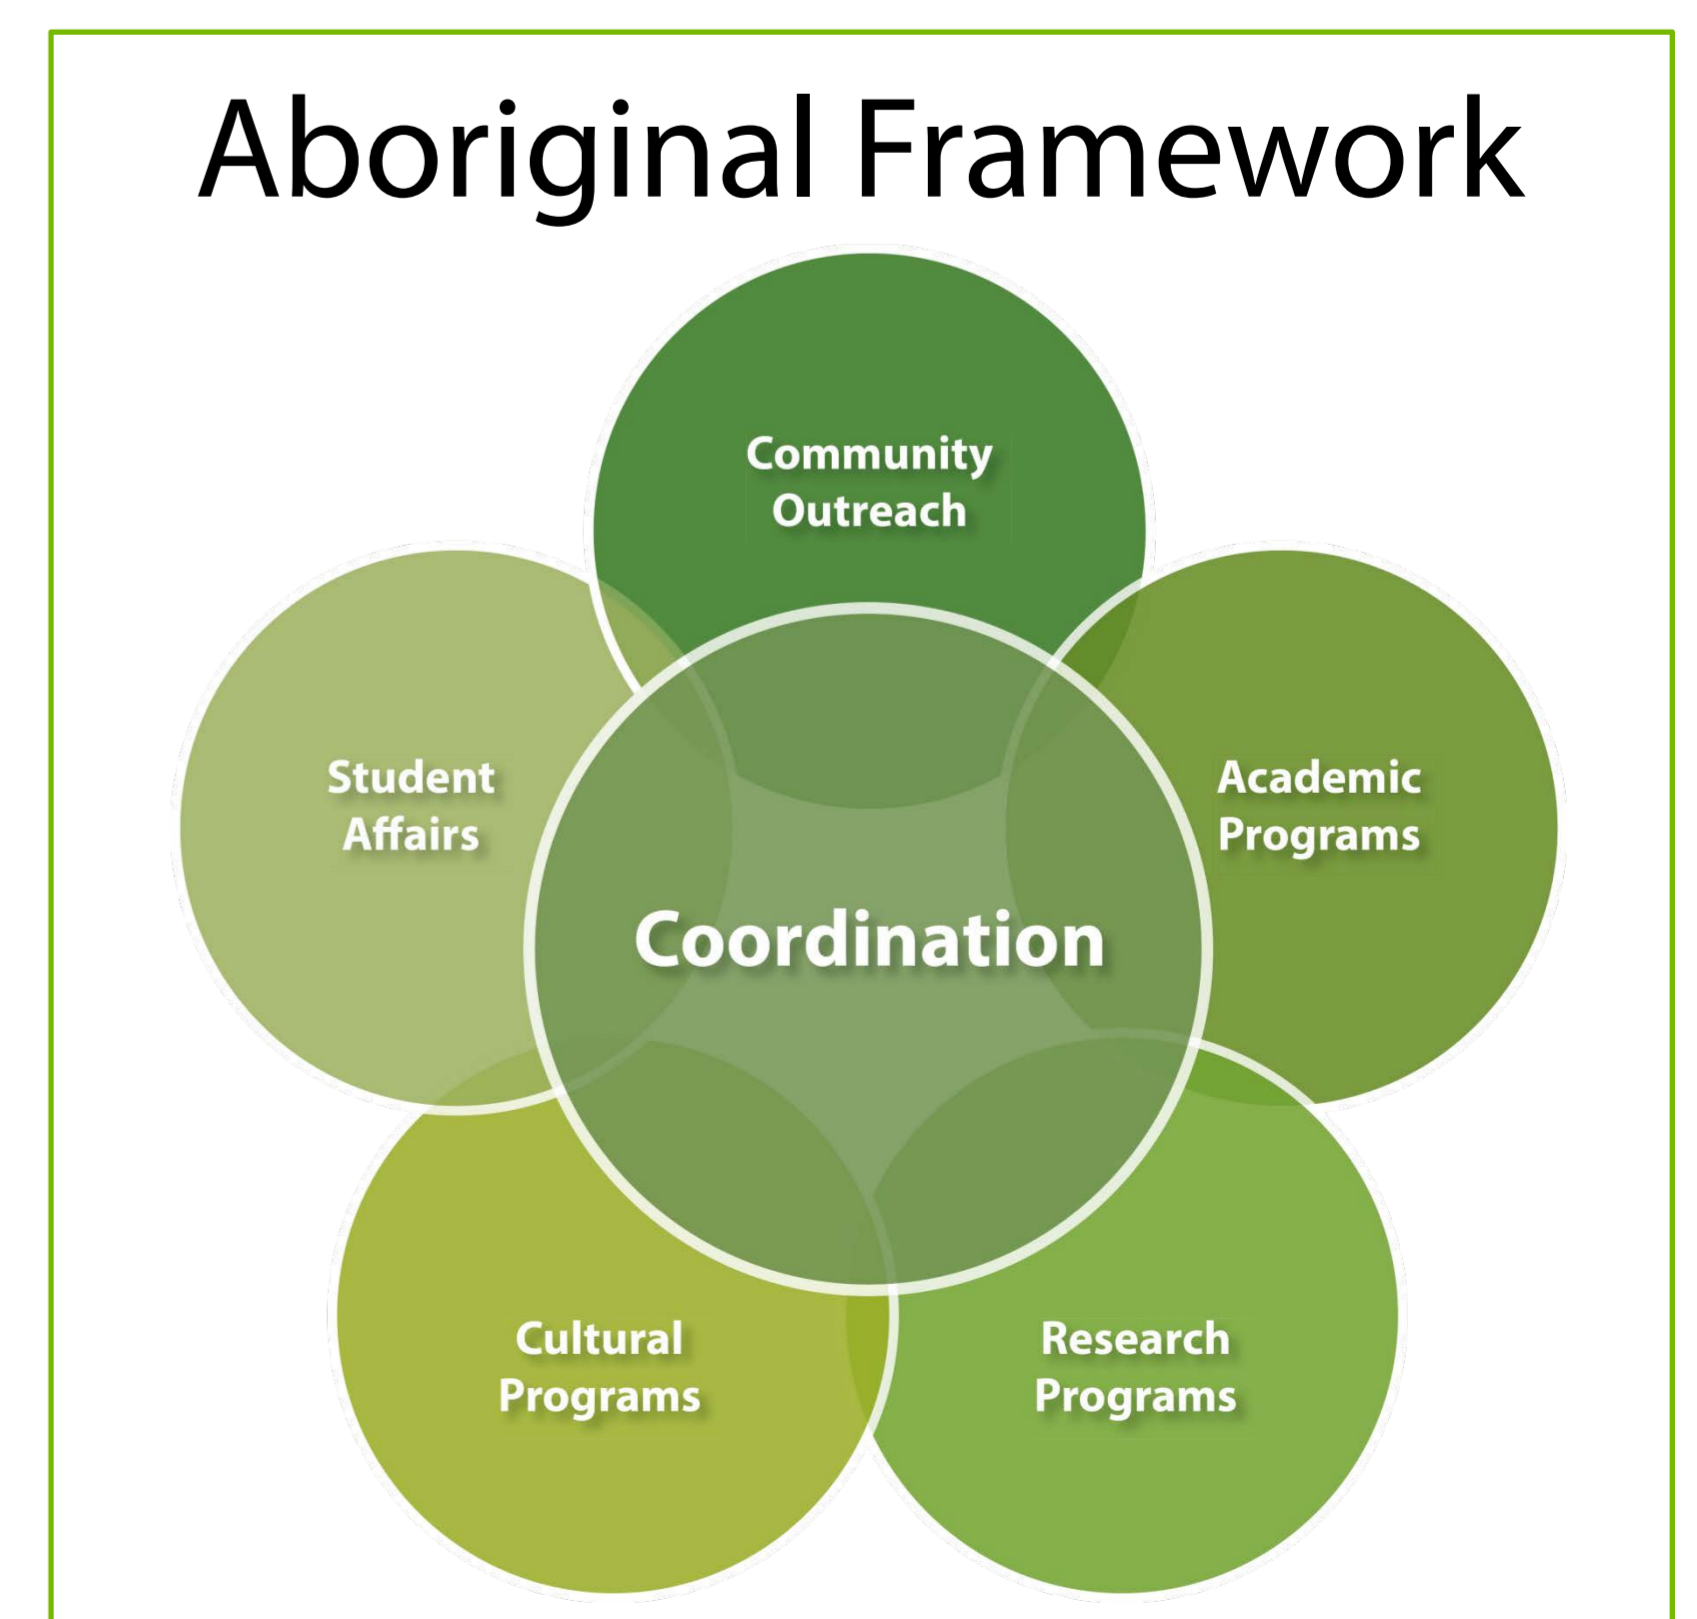 Aboriginal Framework
Community
Outreach
Student
Affairs
Academic
Programs
Coordination
Cultural
Programs
Research
Programs